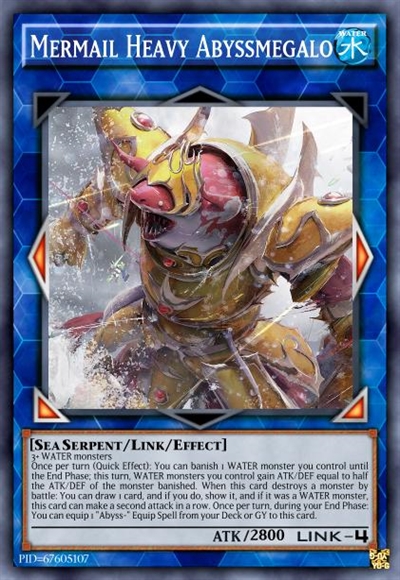 MERMAIL HEAVY ABYSSMEGALO
WATER
水
[SEA SERPENT/LINK/EFFECT]
3+ WATER monsters
Once per turn (Quick Effect): You can banish 1 WATER monster you control until
the End Phase; this turn, WATER monsters you control gain ATK/DEF equal to
half the ATK/DEF of the monster banished. When this card destroys a monster by
battle: You can draw 1 card, and if you do, show it, and if it was a WATER monster,
this card can make a second attack in a row. Once per turn, during your End Phase:
You can equip 1 "Abyss-" Equip Spell from your Deck or GY to this card.
ATK/2800 LINK-4
PID=67605107